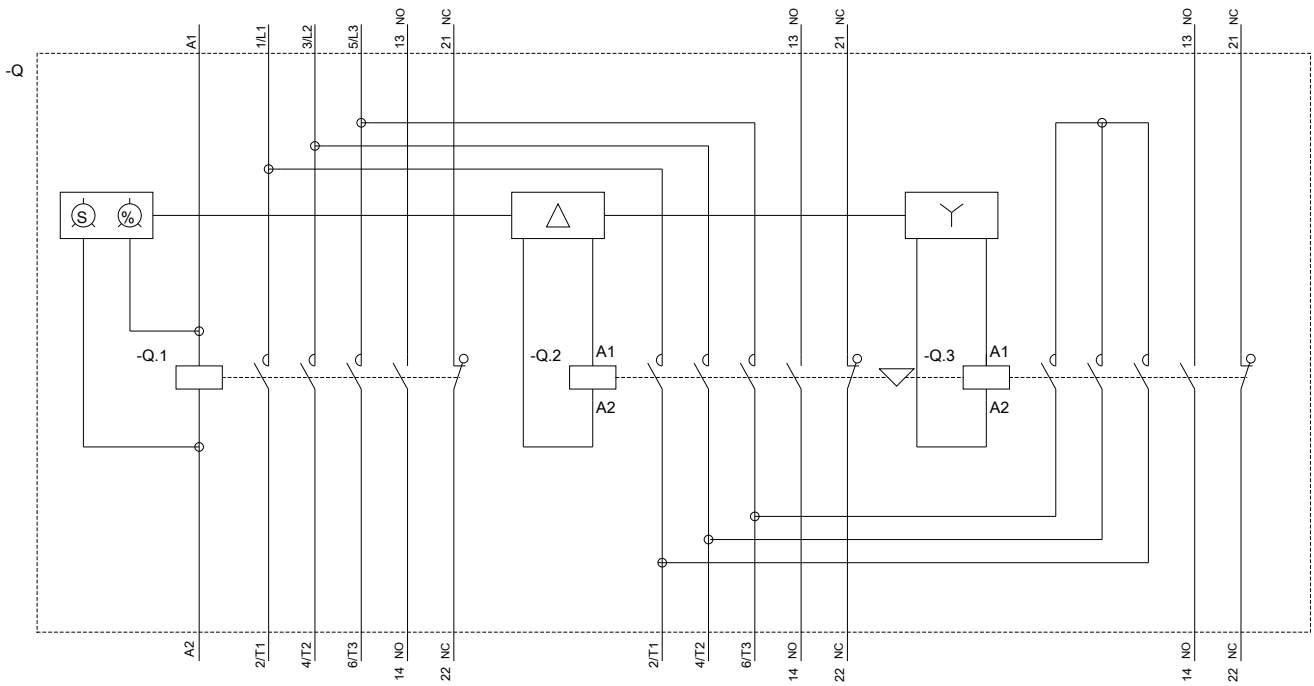 A1
1/L1
3/L2
5/L3
13 NO
21 NC
13 NO
21 NC
13 NO
21 NC
-Q
S
%
-Q.1
-Q.2
A1
A2
-Q.3
A1
A2
A2
2/T1
4/T2
6/T3
14 NO
22 NC
2/T1
4/T2
6/T3
14 NO
22 NC
14 NO
22 NC